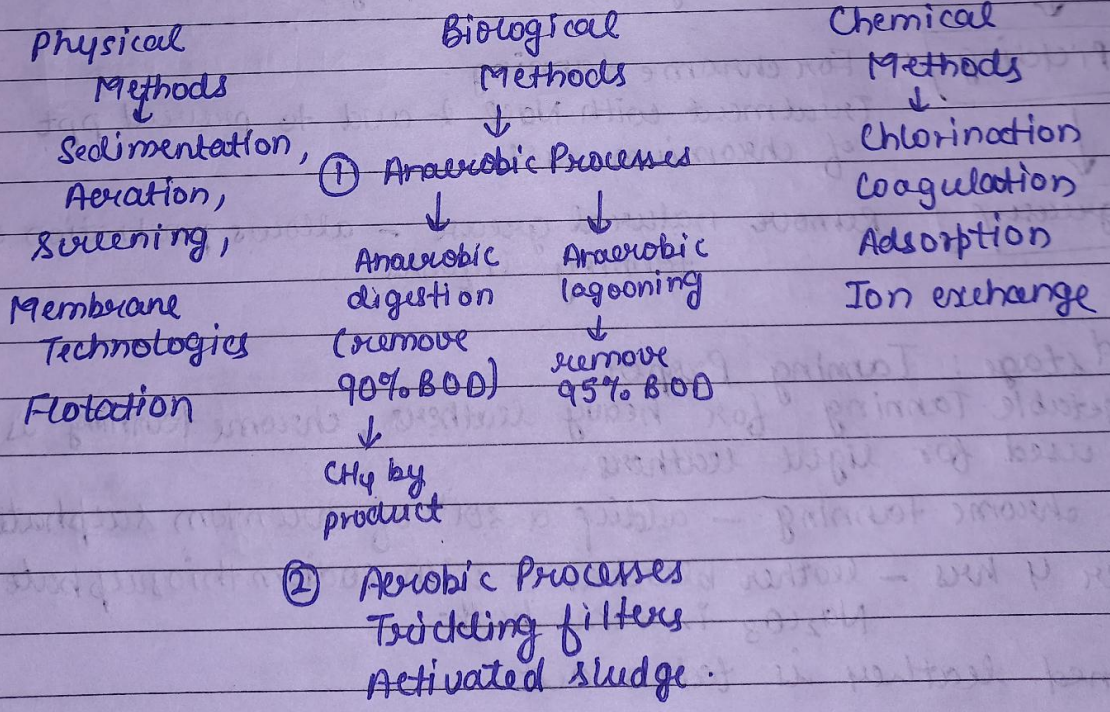 Physical
Methods
↓
Sedimentation,
Aeration,
Screening,
Membrane
Technologies
Flotation
Biological
Methods
↓
① Anaerobic Processes
↓ ↓
Anaerobic
digestion
(remove
90% BOD)
↓
CH4 by
product
Anaerobic
lagooning
↓
remove
95% BOD
② Aerobic Processes
Trickling filters
Activated sludge.
Chemical
Methods
↓
Chlorination
Coagulation
Adsorption
Ion exchange